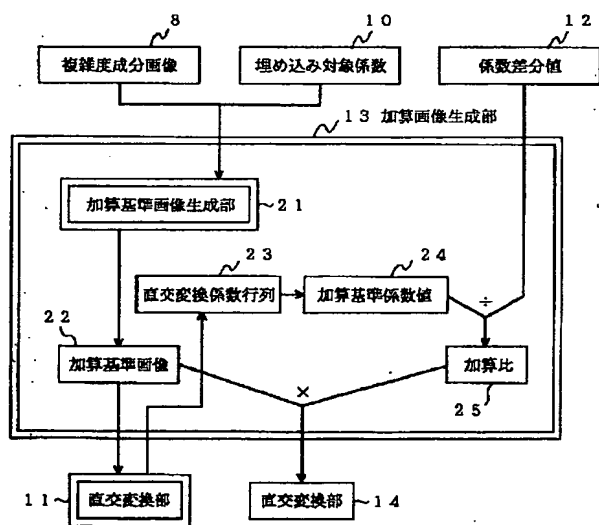 8
10
12
複雑度成分画像
埋め込み対象係数
係数差分値
13 加算画像生成部
加算基準画像生成部
21
23
24
直交変換係数行列
加算基準係数値
÷
22
加算基準画像
加算比
×
25
11
直交変換部
直交変換部
14